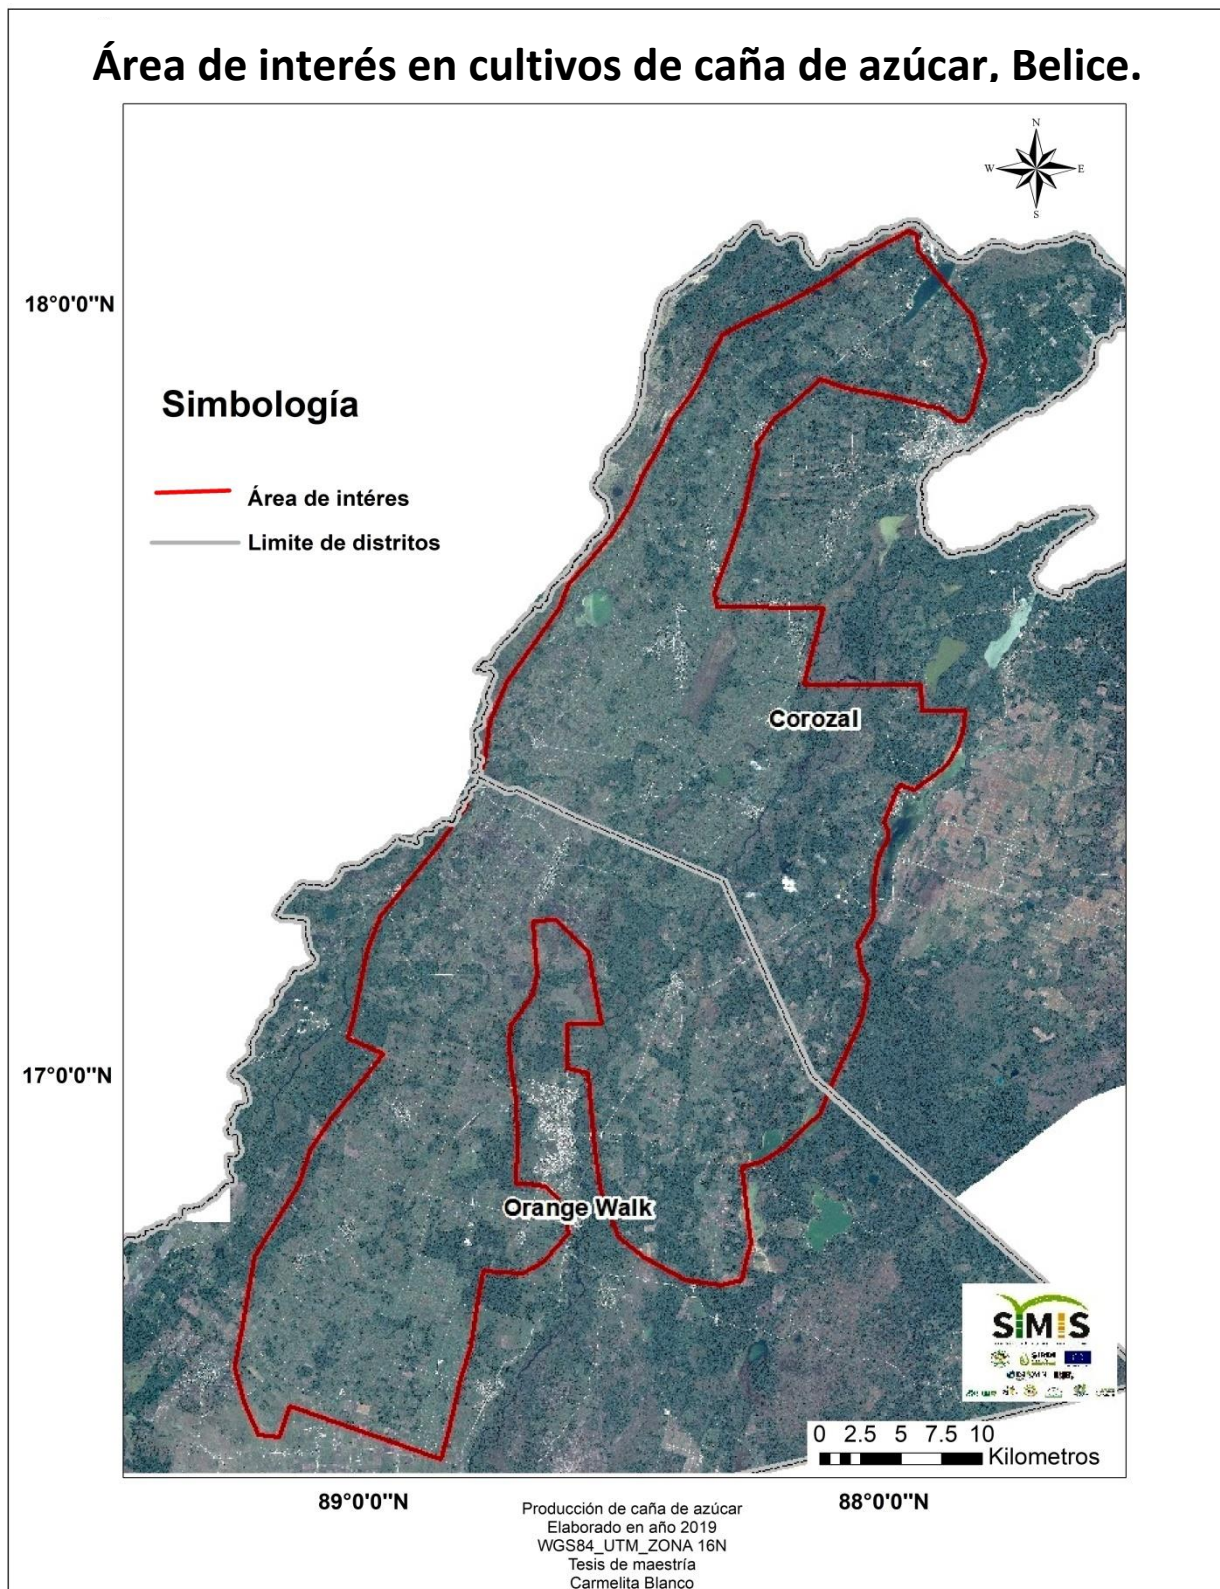 Área de interés en cultivos de caña de azúcar, Belice.
N
W
E
S
18°0'0"N
Simbología
Área de intéres
Limite de distritos
Corozal
17°0'0"N
Orange Walk
SIMIS
0 2.5 5 7.5 10
Kilometros
89°0'0"N
88°0'0"N
Producción de caña de azúcar
Elaborado en año 2019
WGS84_UTM_ZONA 16N
Tesis de maestría
Carmelita Blanco